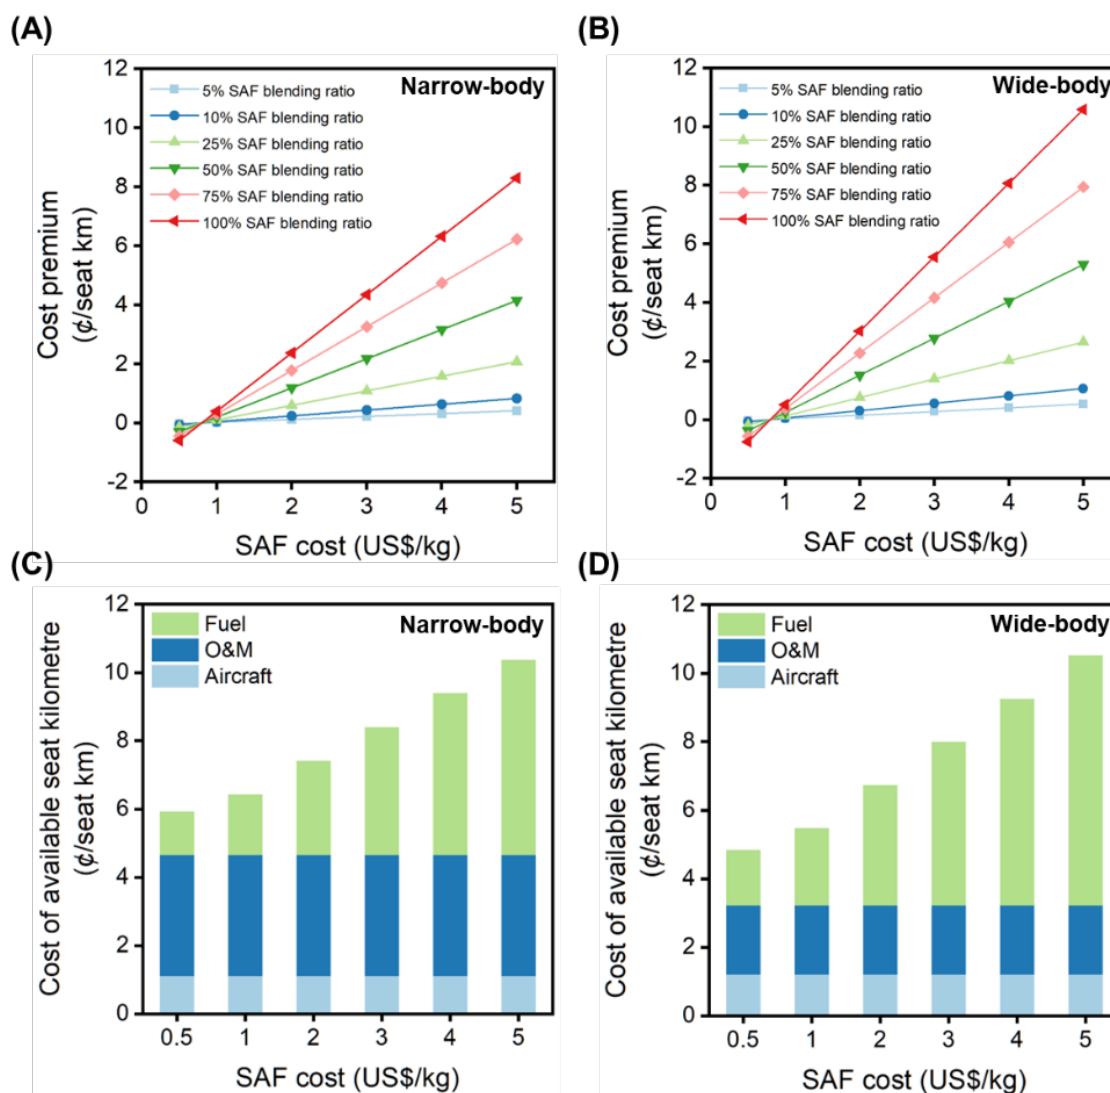 (A)
Narrow-body
5% SAF blending ratio
10% SAF blending ratio
25% SAF blending ratio
50% SAF blending ratio
75% SAF blending ratio
100% SAF blending ratio
12
10
8
6
4
2
0
-2
Cost premium
(¢/seat km)
0 1 2 3 4 5
SAF cost (US$/kg)
(B)
Wide-body
5% SAF blending ratio
10% SAF blending ratio
25% SAF blending ratio
50% SAF blending ratio
75% SAF blending ratio
100% SAF blending ratio
12
10
8
6
4
2
0
-2
Cost premium
(¢/seat km)
0 1 2 3 4 5
SAF cost (US$/kg)
(C)
Narrow-body
Fuel
O&M
Aircraft
12
10
8
6
4
2
0
Cost of available seat kilometre
(¢/seat km)
0.5 1 2 3 4 5
SAF cost (US$/kg)
(D)
Wide-body
Fuel
O&M
Aircraft
12
10
8
6
4
2
0
Cost of available seat kilometre
(¢/seat km)
0.5 1 2 3 4 5
SAF cost (US$/kg)